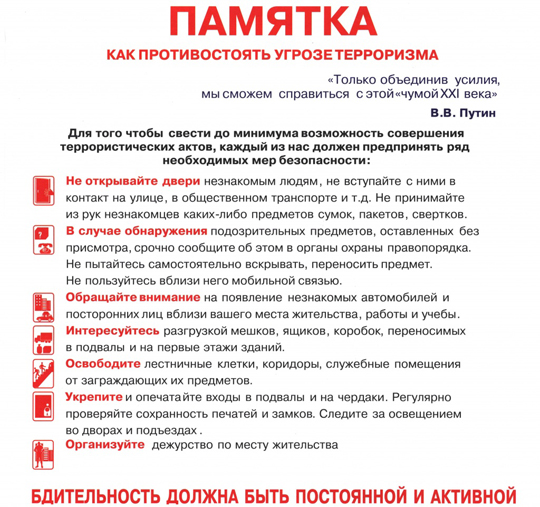 ПАМЯТКА
КАК ПРОТИВОСТОЯТЬ УГРОЗЕ ТЕРРОРИЗМА
«Только объединив усилия,
мы сможем справиться с этой«чумой XXI века»
В.В. Путин
Для того чтобы свести до минимума возможность совершения
террористических актов, каждый из нас должен предпринять ряд
необходимых мер безопасности:
Не открывайте двери незнакомым людям, не вступайте с ними в
контакт на улице, в общественном транспорте и т.д. Не принимайте
из рук незнакомцев каких-либо предметов сумок, пакетов, свертков.
В случае обнаружения подозрительных предметов, оставленных без
присмотра, срочно сообщите об этом в органы охраны правопорядка.
Не пытайтесь самостоятельно вскрывать, переносить предмет.
Не пользуйтесь вблизи него мобильной связью.
Обращайте внимание на появление незнакомых автомобилей и
посторонних лиц вблизи вашего места жительства, работы и учебы.
Интересуйтесь разгрузкой мешков, ящиков, коробок, переносимых
в подвалы и на первые этажи зданий.
Освободите лестничные клетки, коридоры, служебные помещения
от заграждающих их предметов.
Укрепите и опечатайте входы в подвалы и на чердаки. Регулярно
проверяйте сохранность печатей и замков. Следите за освещением
во дворах и подъездах.
Организуйте дежурство по месту жительства
БДИТЕЛЬНОСТЬ ДОЛЖНА БЫТЬ ПОСТОЯННОЙ И АКТИВНОЙ